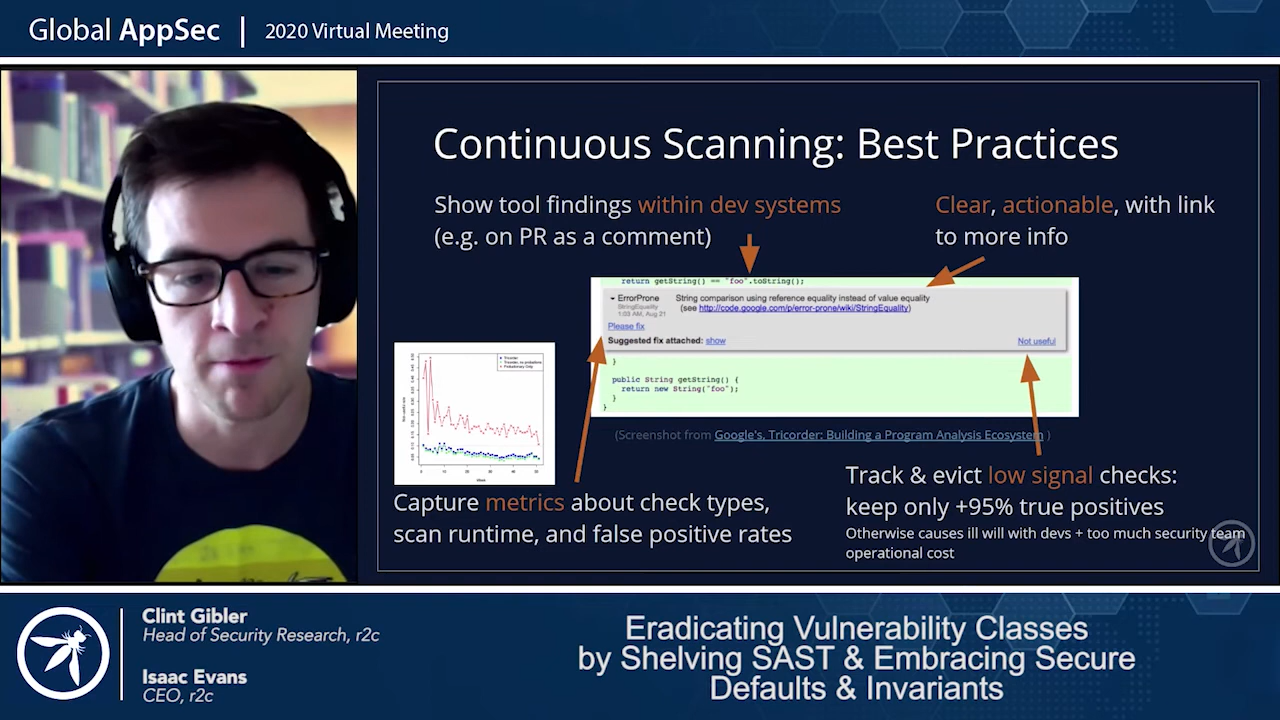 Global AppSec
2020 Virtual Meeting
Continuous Scanning: Best Practices
Show tool findings within dev systems
(e.g. on PR as a comment)
Clear, actionable, with link
to more info
return getString() == "foo".toString();
ErrorProne
StringEquality
1:03 AM, Aug 21
String comparison using reference equality instead of value equality
(see http://code.google.com/p/error-prone/wiki/StringEquality)
Please fix
Suggested fix attached: show
Not useful
}
public String getString() {
return new String("foo");
}
}
(Screenshot from Google's, Tricorder: Building a Program Analysis Ecosystem )
Capture metrics about check types,
scan runtime, and false positive rates
Track & evict low signal checks:
keep only +95% true positives
Otherwise causes ill will with devs + too much security team
operational cost
Clint Gibler
Head of Security Research, r2c
Isaac Evans
CEO, r2c
Eradicating Vulnerability Classes
by Shelving SAST & Embracing Secure
Defaults & Invariants